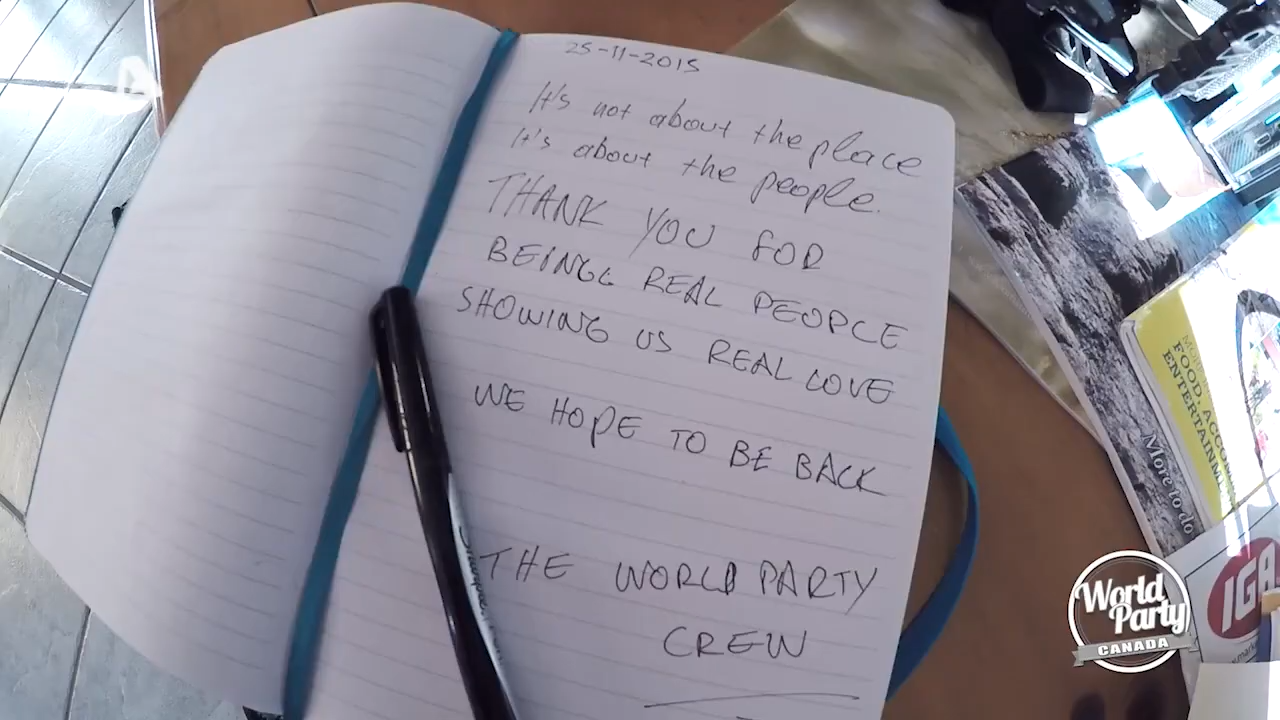 25-11-2015
It's not about the place
It's about the people.
THANK YOU FOR
BEING REAL PEOPLE
SHOWING US REAL LOVE
WE HOPE TO BE BACK
THE WORLD PARTY
CREW
FOOD, ACCOM
ENTERTAINM
More to do
IGA
World
Party
CANADA